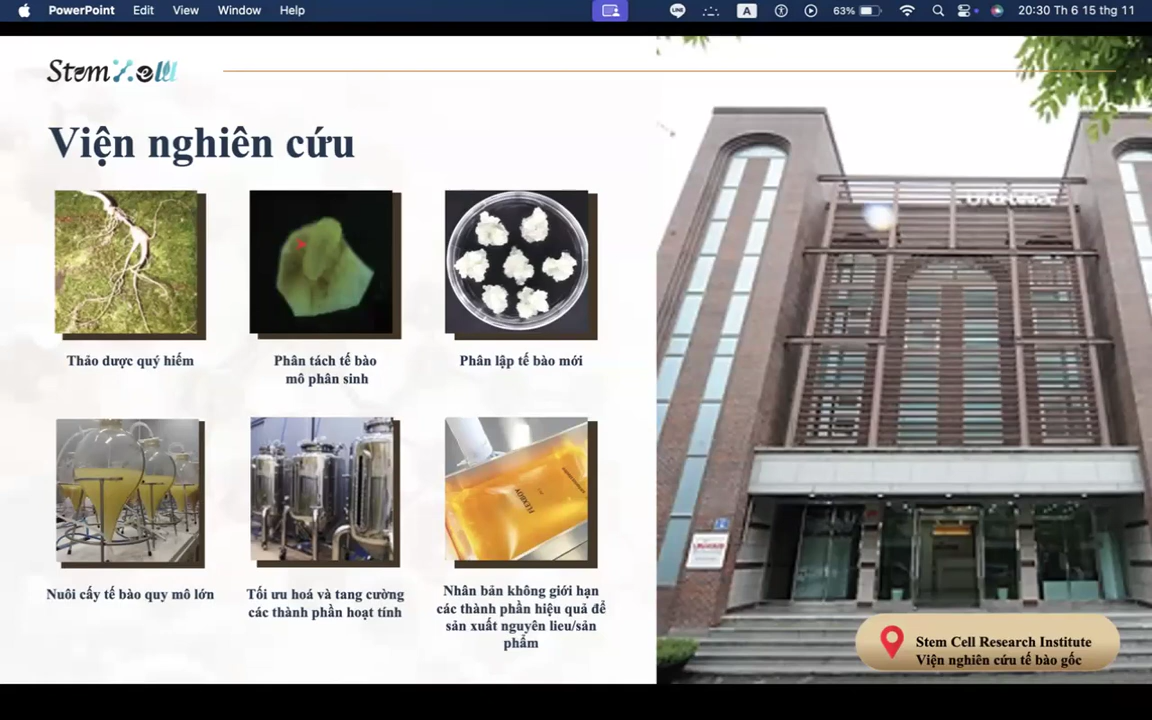 PowerPoint Edit View Window Help
LINE
A
63%
20:30 Th 6 15 thg 11
Stem Cell
Viện nghiên cứu
Thảo dược quý hiếm
Phân tách tế bào
mô phân sinh
Phân lập tế bào mới
Nuôi cấy tế bào quy mô lớn
Tối ưu hoá và tang cường
các thành phần hoạt tính
FLEXBOY
Nhân bản không giới hạn
các thành phần hiệu quả để
sản xuất nguyên lieu/sản
phẩm
Stem Cell Research Institute
Viện nghiên cứu tế bào gốc